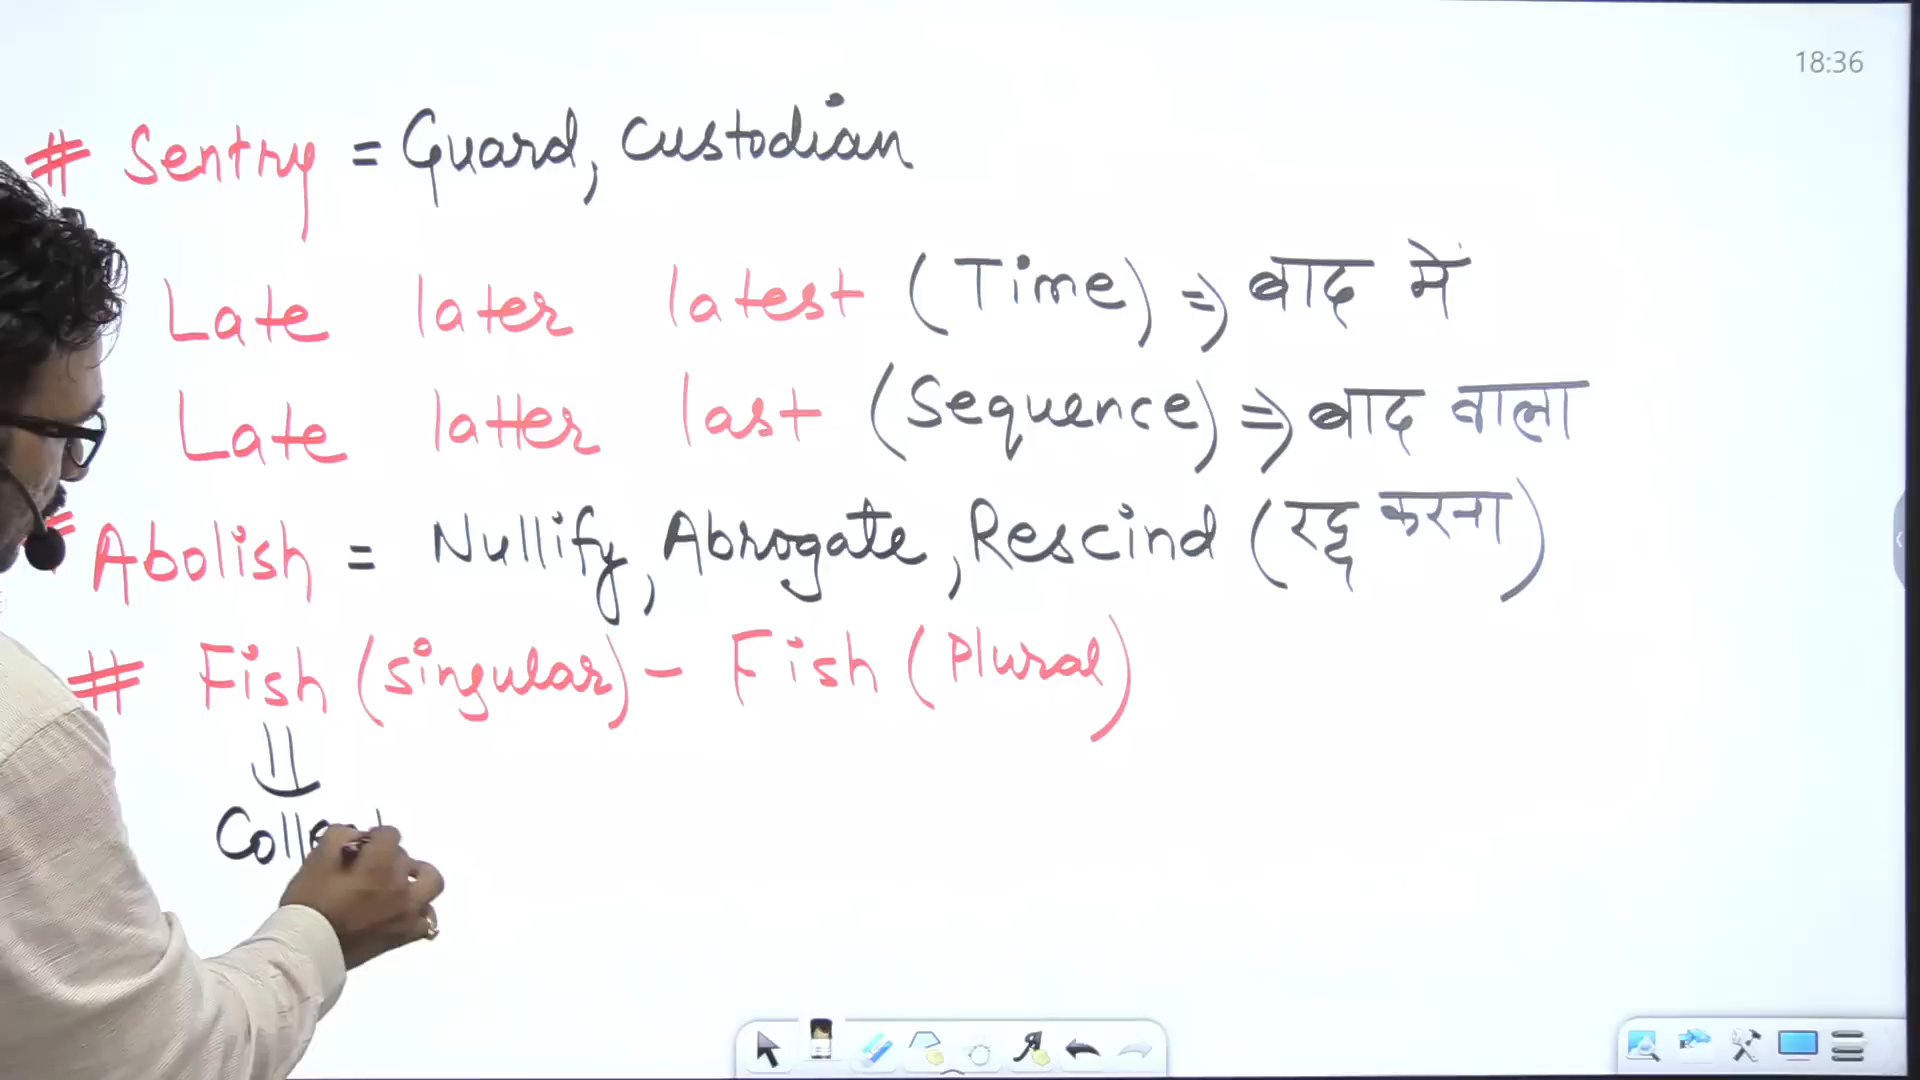 18:36
# Sentry = Guard, Custodian
Late later latest (Time) => बाद में
Late latter last (Sequence) => बाद वाला
# Abolish = Nullify, Abrogate, Rescind (रद्द करना)
# Fish (singular) - Fish (Plural)